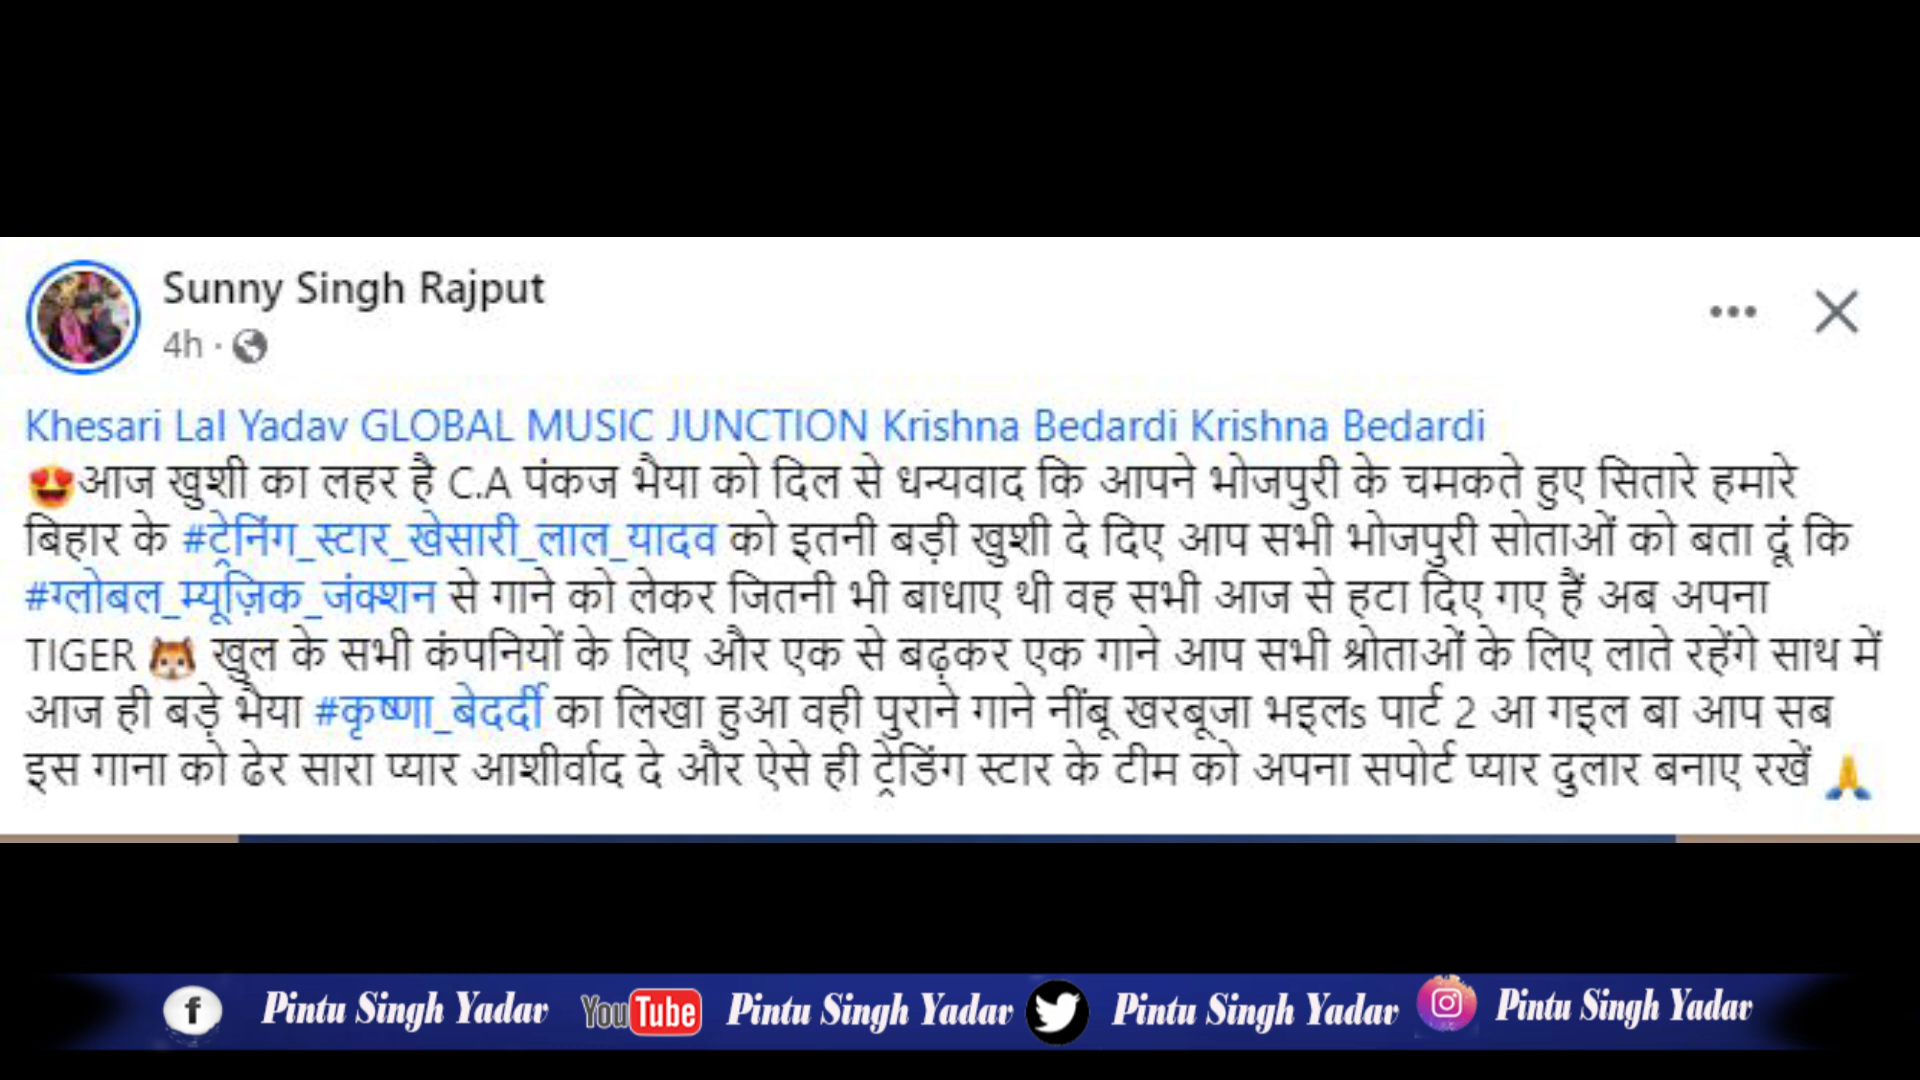 Sunny Singh Rajput
4h ·
Khesari Lal Yadav GLOBAL MUSIC JUNCTION Krishna Bedardi Krishna Bedardi
😍आज खुशी का लहर है C.A पंकज भैया को दिल से धन्यवाद कि आपने भोजपुरी के चमकते हुए सितारे हमारे
बिहार के #ट्रेनिंग_स्टार_खेसारी_लाल_यादव को इतनी बड़ी खुशी दे दिए आप सभी भोजपुरी सोताओं को बता दूं कि
#ग्लोबल_म्यूज़िक_जंक्शन से गाने को लेकर जितनी भी बाधाए थी वह सभी आज से हटा दिए गए हैं अब अपना
TIGER 🐯 खुल के सभी कंपनियों के लिए और एक से बढ़कर एक गाने आप सभी श्रोताओं के लिए लाते रहेंगे साथ में
आज ही बड़े भैया #कृष्णा_बेदर्दी का लिखा हुआ वही पुराने गाने नींबू खरबूजा भइलs पार्ट 2 आ गइल बा आप सब
इस गाना को ढेर सारा प्यार आशीर्वाद दे और ऐसे ही ट्रेडिंग स्टार के टीम को अपना सपोर्ट प्यार दुलार बनाए रखें 🙏
f Pintu Singh Yadav YouTube Pintu Singh Yadav Pintu Singh Yadav Pintu Singh Yadav